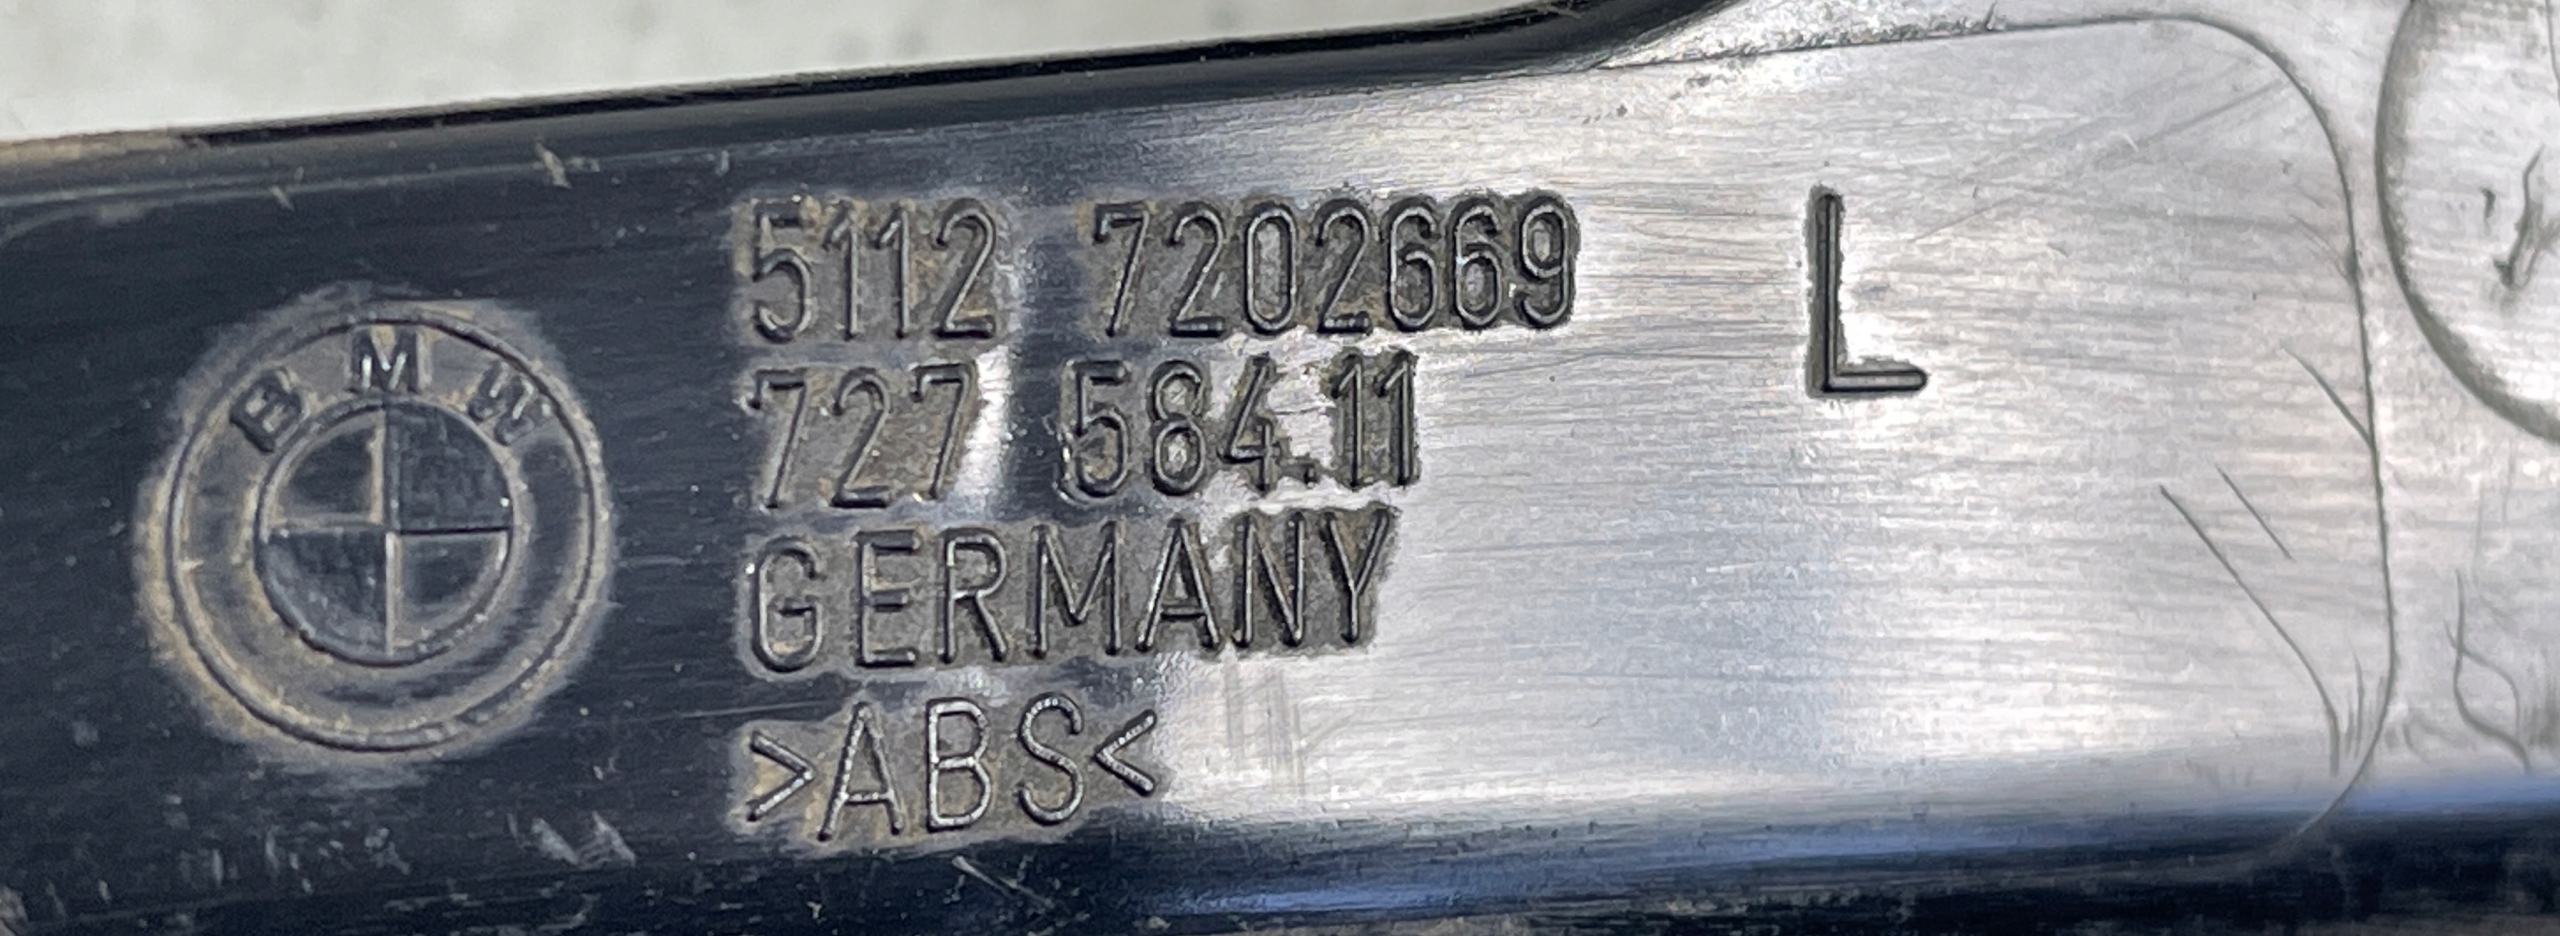 BMW
5112 7202669 L
727 584.11
GERMANY
>ABS<